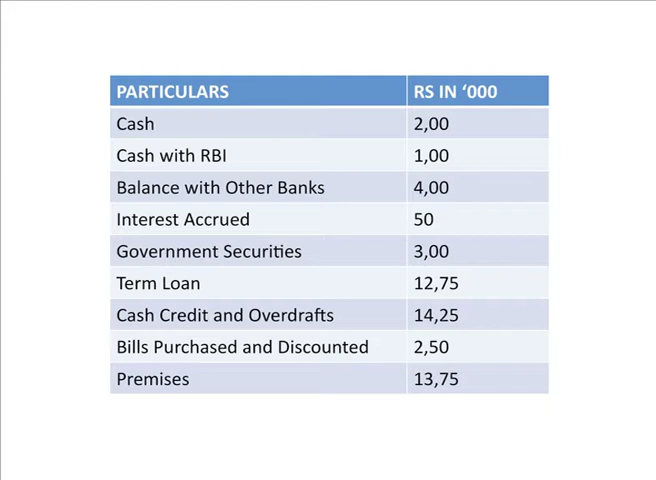 PARTICULARS RS IN ‘000
Cash 2,00
Cash with RBI 1,00
Balance with Other Banks 4,00
Interest Accrued 50
Government Securities 3,00
Term Loan 12,75
Cash Credit and Overdrafts 14,25
Bills Purchased and Discounted 2,50
Premises 13,75